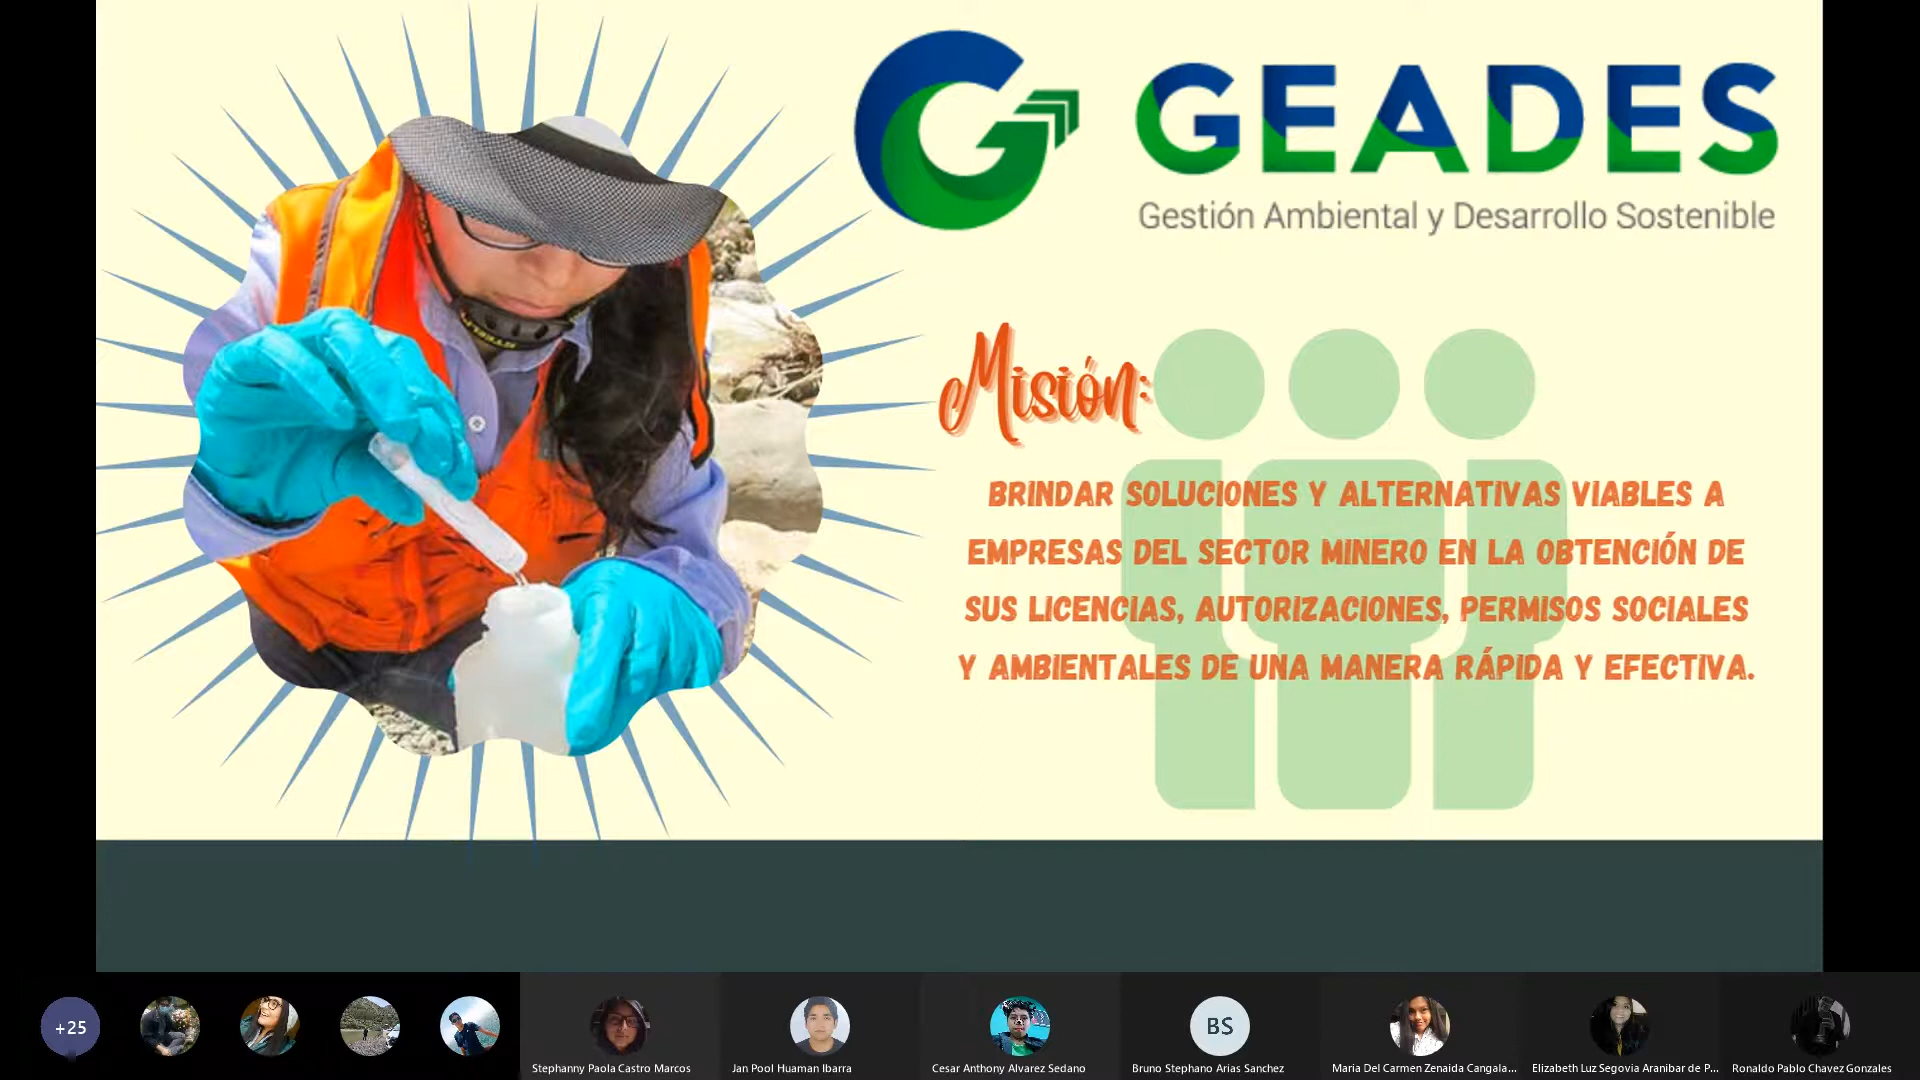 GEADES
Gestión Ambiental y Desarrollo Sostenible
Misión:
BRINDAR SOLUCIONES Y ALTERNATIVAS VIABLES A
EMPRESAS DEL SECTOR MINERO EN LA OBTENCIÓN DE
SUS LICENCIAS, AUTORIZACIONES, PERMISOS SOCIALES
Y AMBIENTALES DE UNA MANERA RÁPIDA Y EFECTIVA.
+25
BS
Stephanny Paola Castro Marcos
Jan Pool Huaman Ibarra
Cesar Anthony Alvarez Sedano
Bruno Stephano Arias Sanchez
Maria Del Carmen Zenaida Cangala...
Elizabeth Luz Segovia Aranibar de P...
Ronaldo Pablo Chavez Gonzales